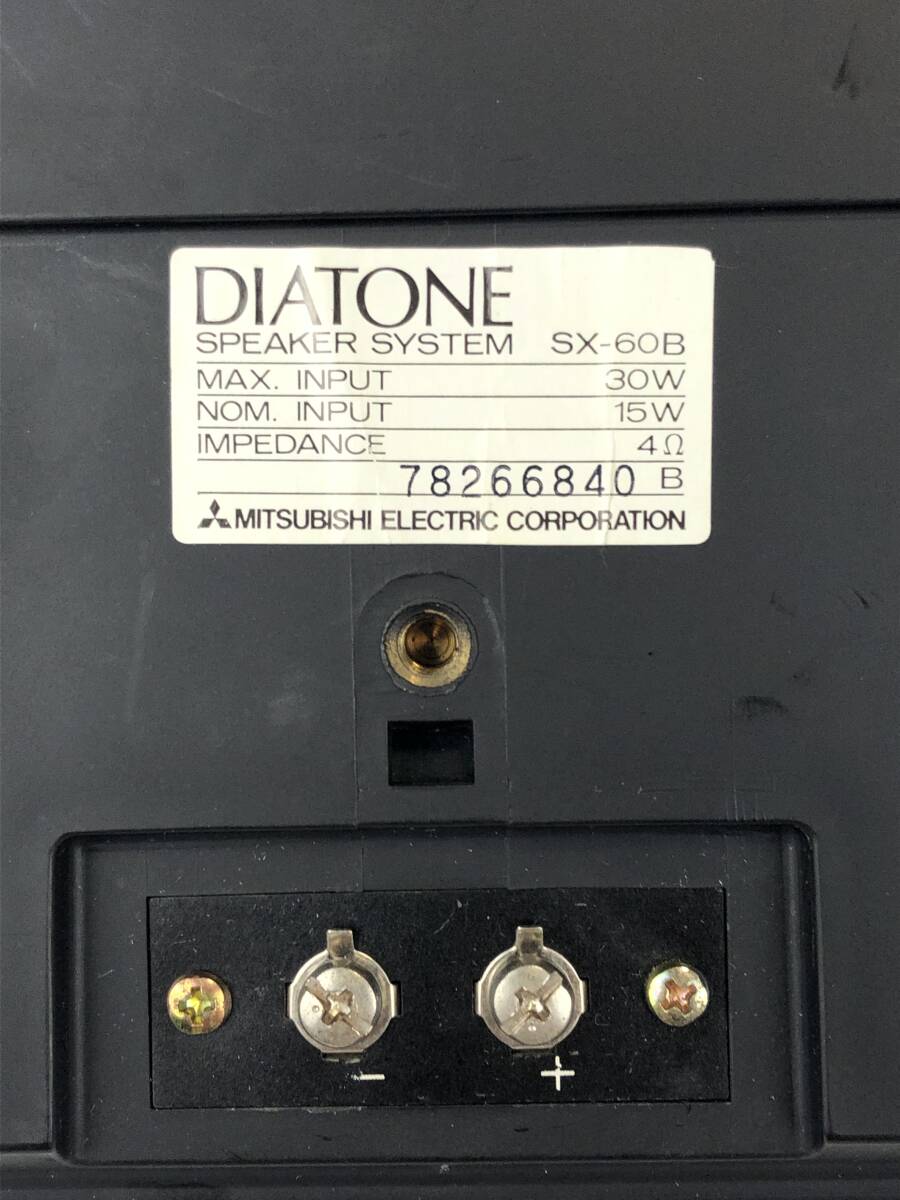 DIATONE
SPEAKER SYSTEM SX-60B
MAX. INPUT 30W
NOM. INPUT 15W
IMPEDANCE 4Ω
78266840 B
MITSUBISHI ELECTRIC CORPORATION
− +